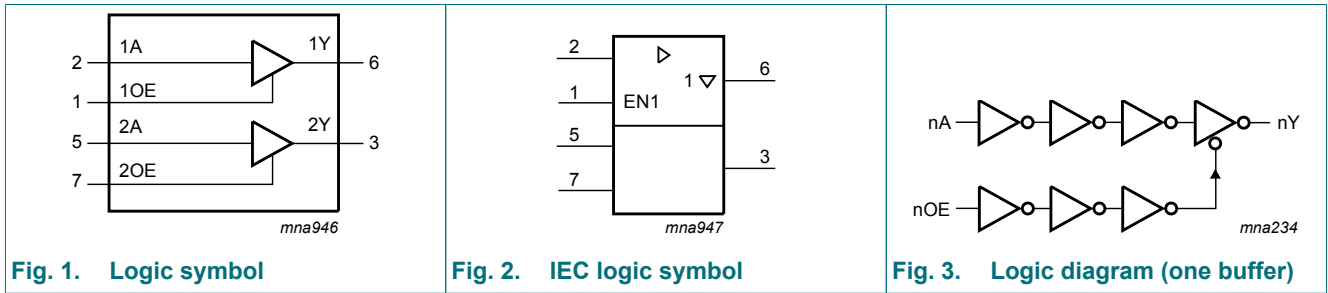 1A
1Y
2
6
1OE
1
2A
2Y
5
3
2OE
7
mna946
Fig. 1. Logic symbol
2
6
1
1
EN1
5
3
7
mna947
Fig. 2. IEC logic symbol
nA
nY
nOE
mna234
Fig. 3. Logic diagram (one buffer)